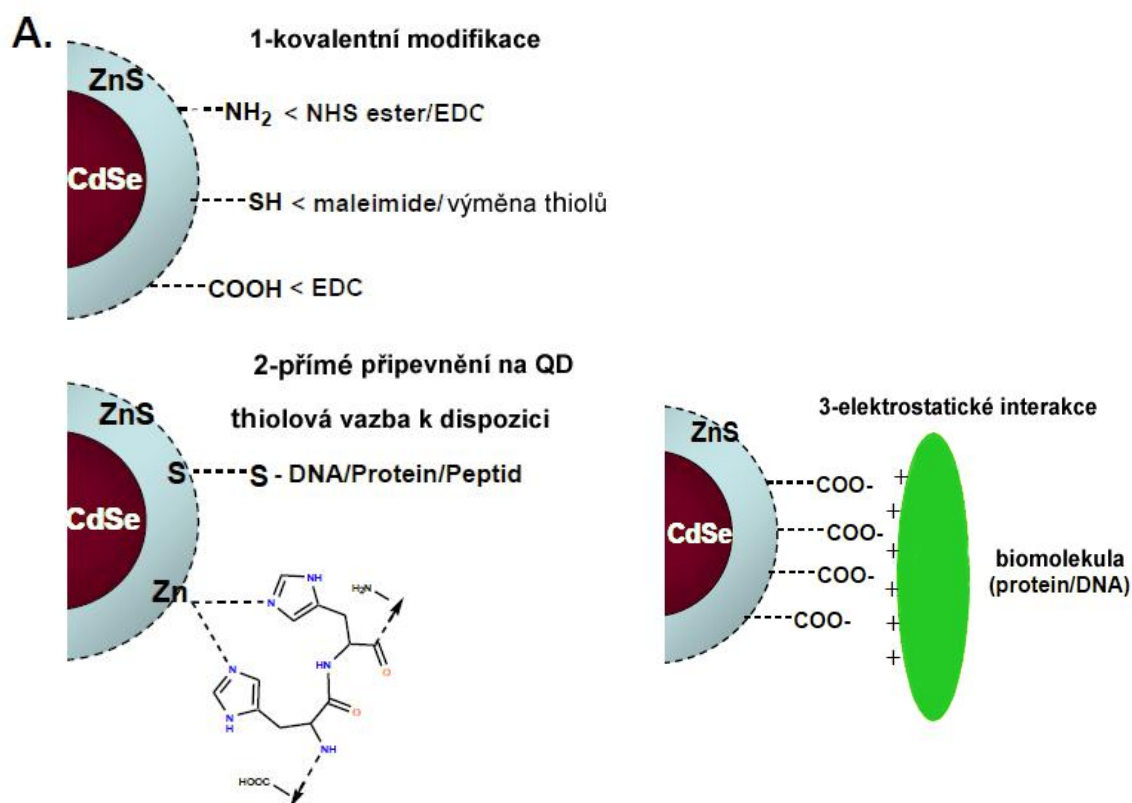 A.
1-kovalentní modifikace
ZnS
CdSe
NH₂ < NHS ester/EDC
SH < maleimide/výměna thiolů
COOH < EDC
2-přímé připevnění na QD
thiolová vazba k dispozici
ZnS
CdSe
S S - DNA/Protein/Peptid
Zn
N
NH
H₂N
HN
O
N
N
H
O
NH
HOOC
3-elektrostatické interakce
ZnS
CdSe
COO- +
COO- +
COO- +
COO- +
+
+
biomolekula
(protein/DNA)